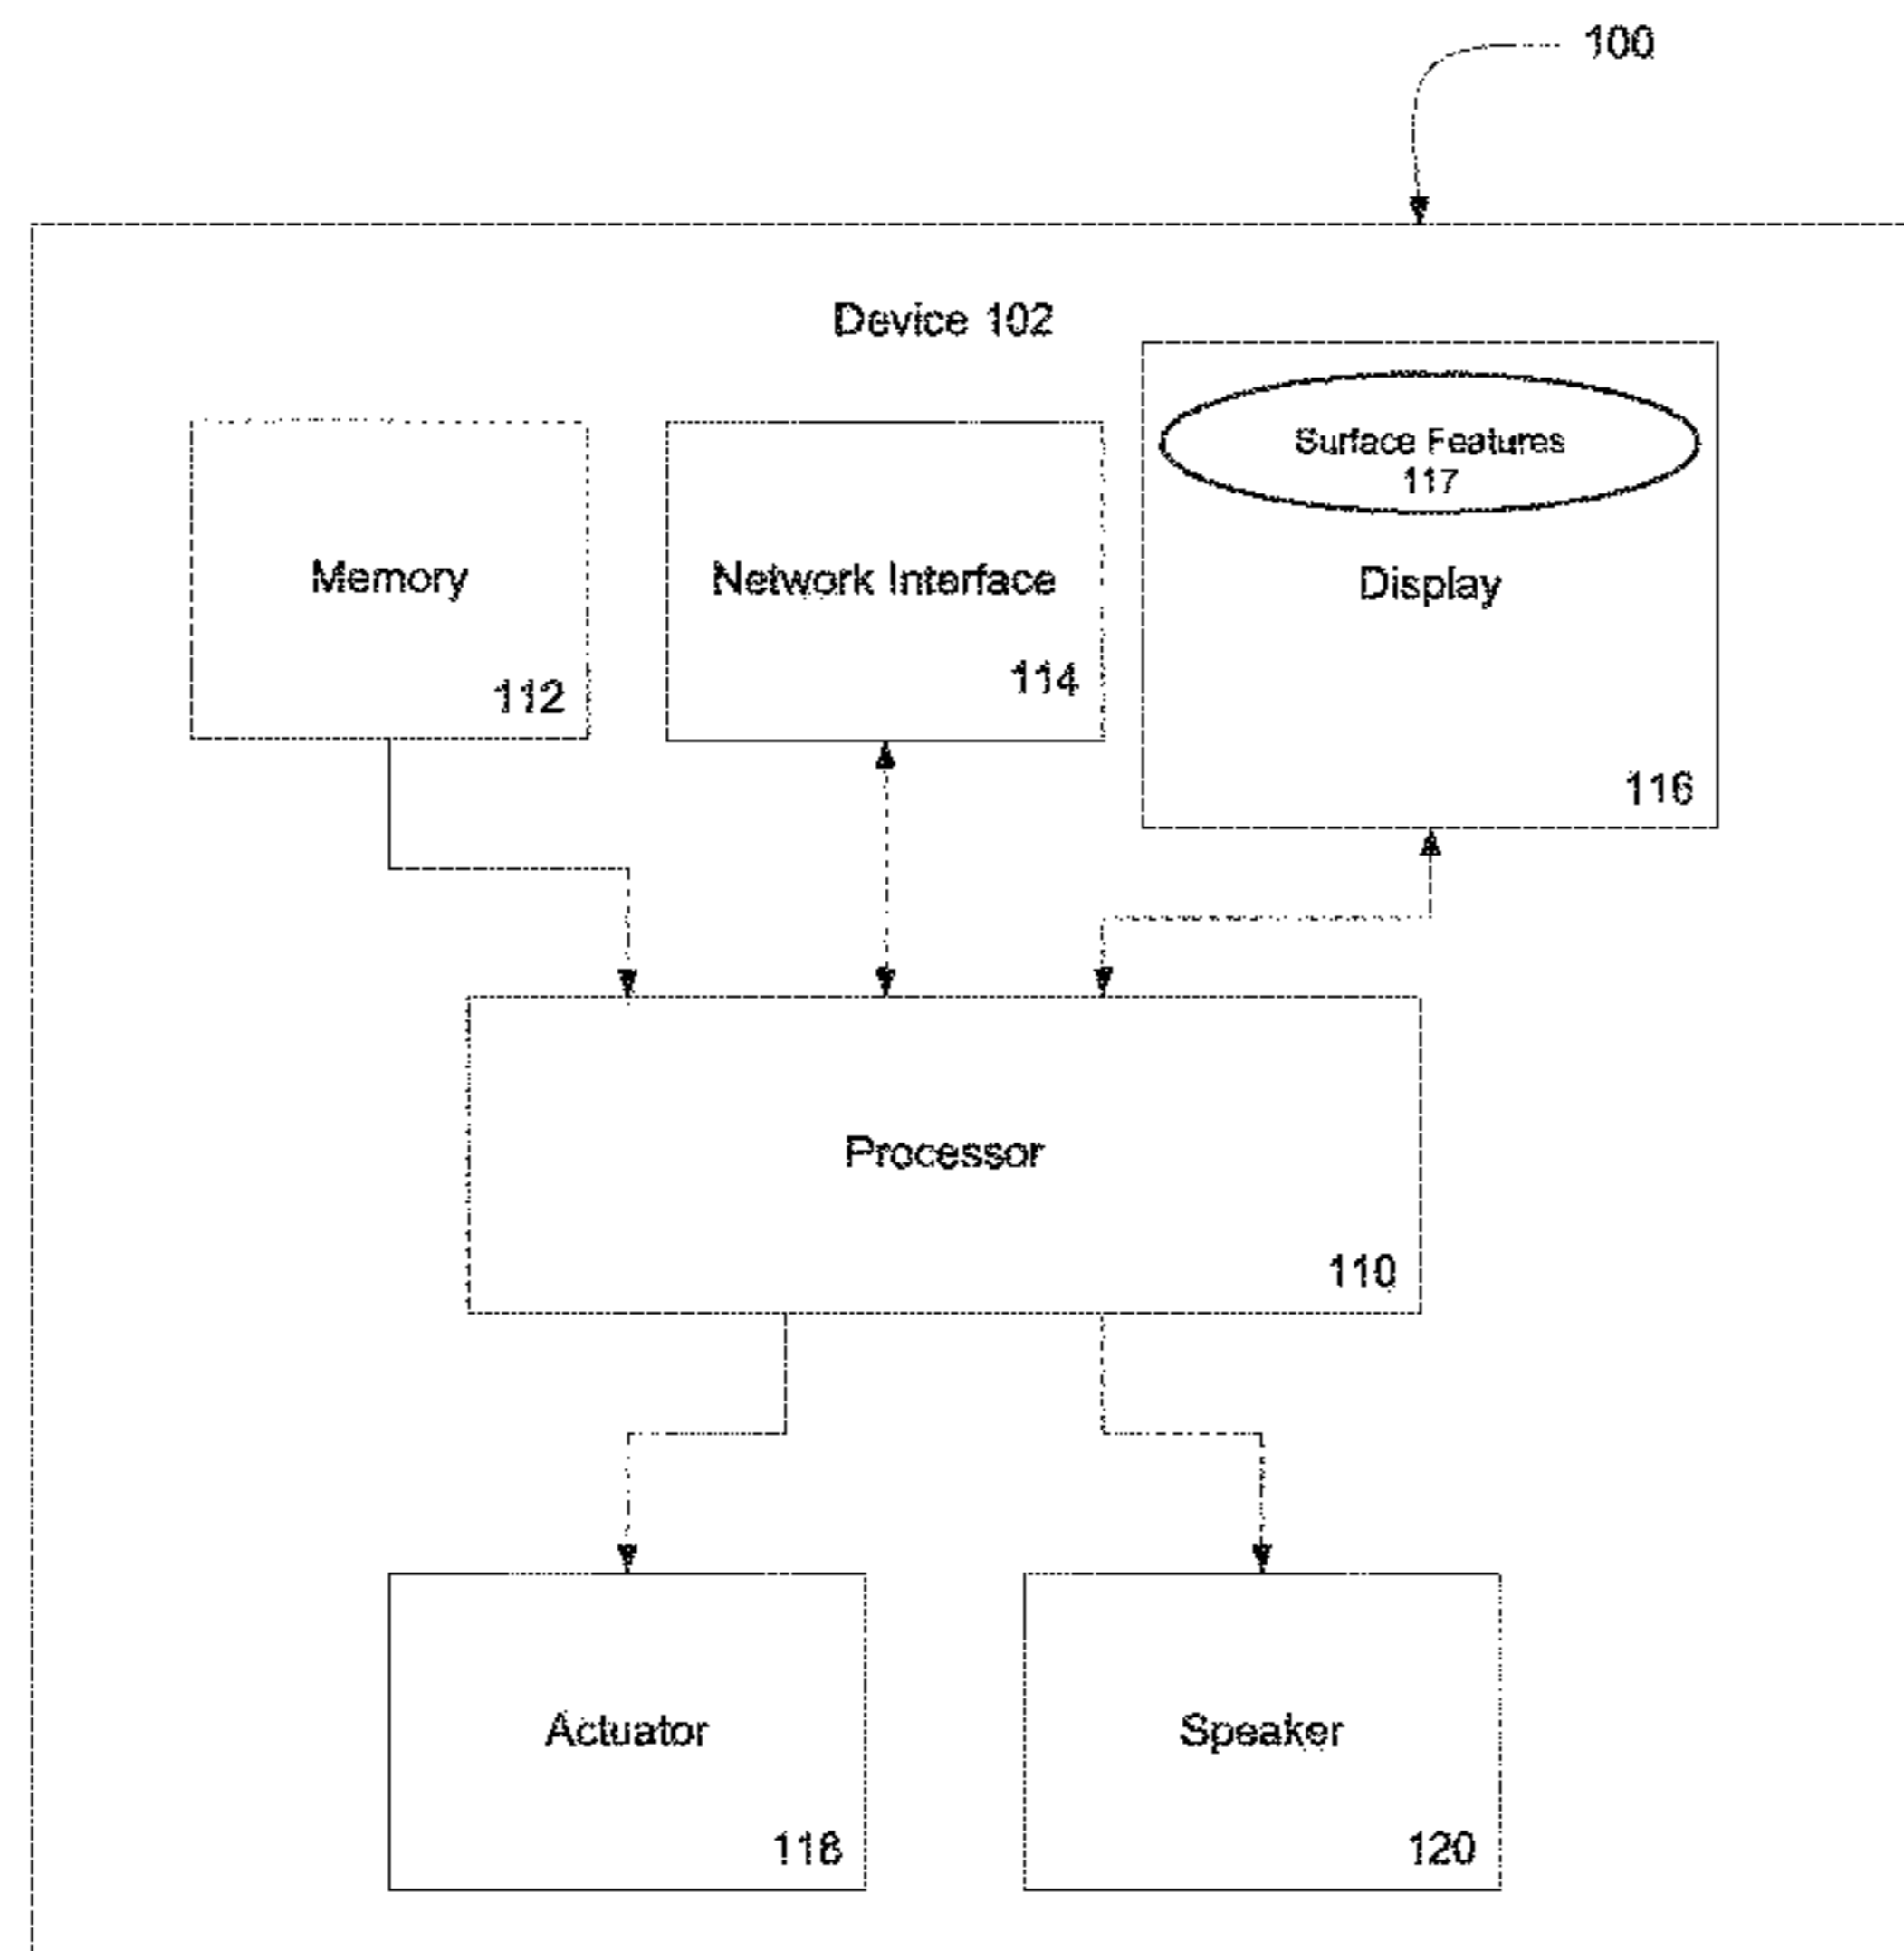 100
Device 102
Surface Features
117
Memory
Network Interface
Display
112
114
116
Processor
110
Actuator
Speaker
118
120